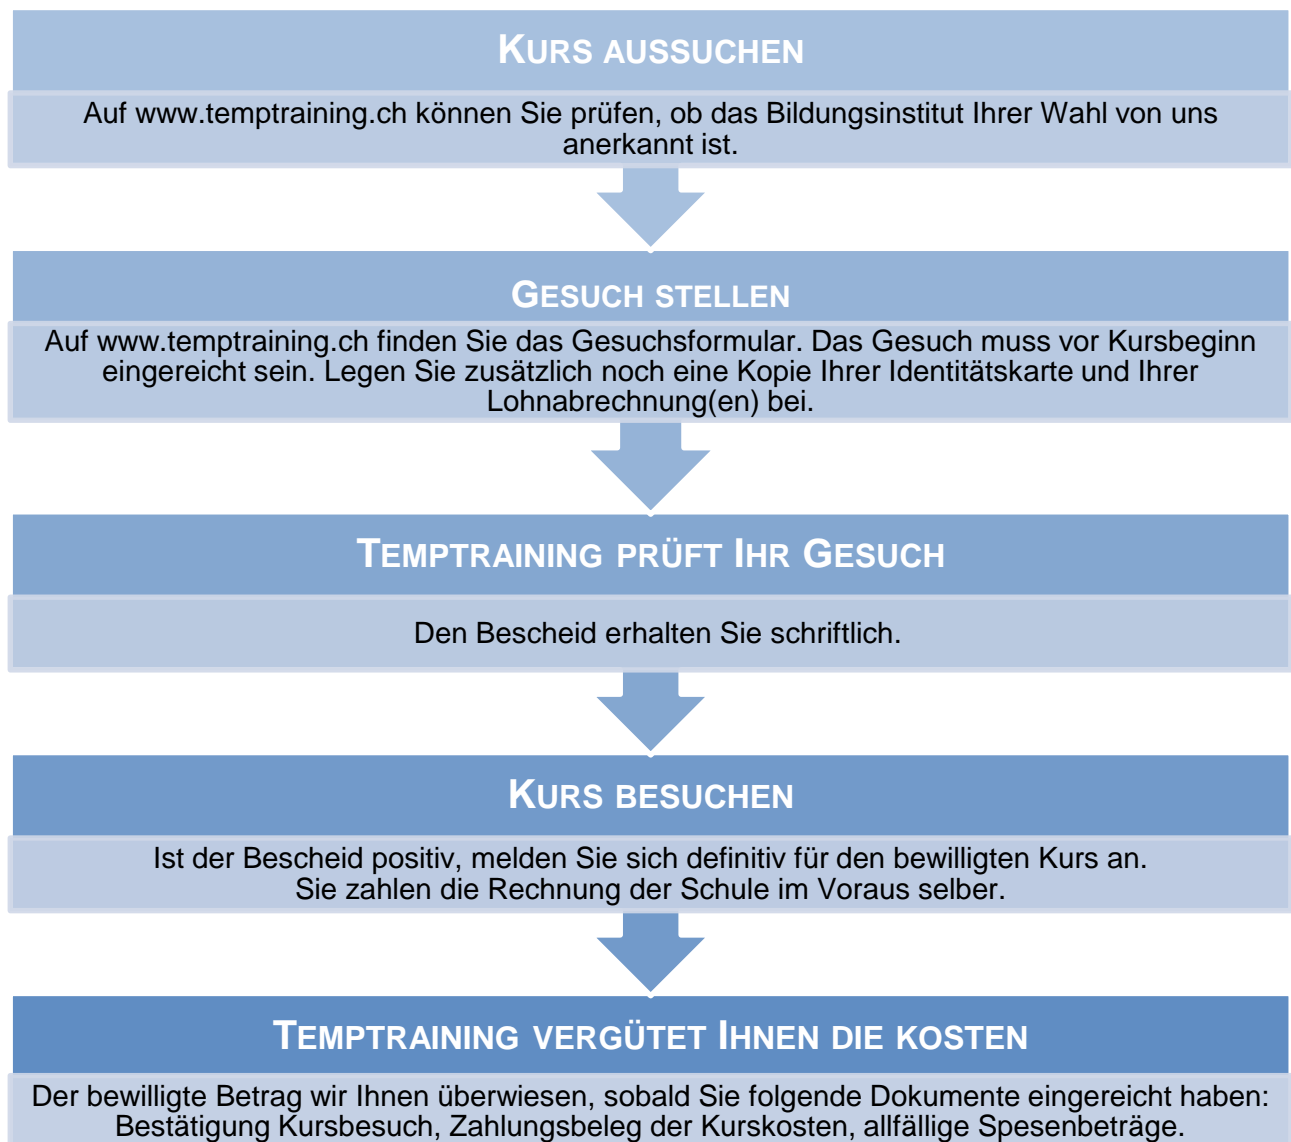 KURS AUSSUCHEN
Auf www.temptraining.ch können Sie prüfen, ob das Bildungsinstitut Ihrer Wahl von uns
anerkannt ist.
GESUCH STELLEN
Auf www.temptraining.ch finden Sie das Gesuchsformular. Das Gesuch muss vor Kursbeginn
eingereicht sein. Legen Sie zusätzlich noch eine Kopie Ihrer Identitätskarte und Ihrer
Lohnabrechnung(en) bei.
TEMPTRAINING PRÜFT IHR GESUCH
Den Bescheid erhalten Sie schriftlich.
KURS BESUCHEN
Ist der Bescheid positiv, melden Sie sich definitiv für den bewilligten Kurs an.
Sie zahlen die Rechnung der Schule im Voraus selber.
TEMPTRAINING VERGÜTET IHNEN DIE KOSTEN
Der bewilligte Betrag wir Ihnen überwiesen, sobald Sie folgende Dokumente eingereicht haben:
Bestätigung Kursbesuch, Zahlungsbeleg der Kurskosten, allfällige Spesenbeträge.